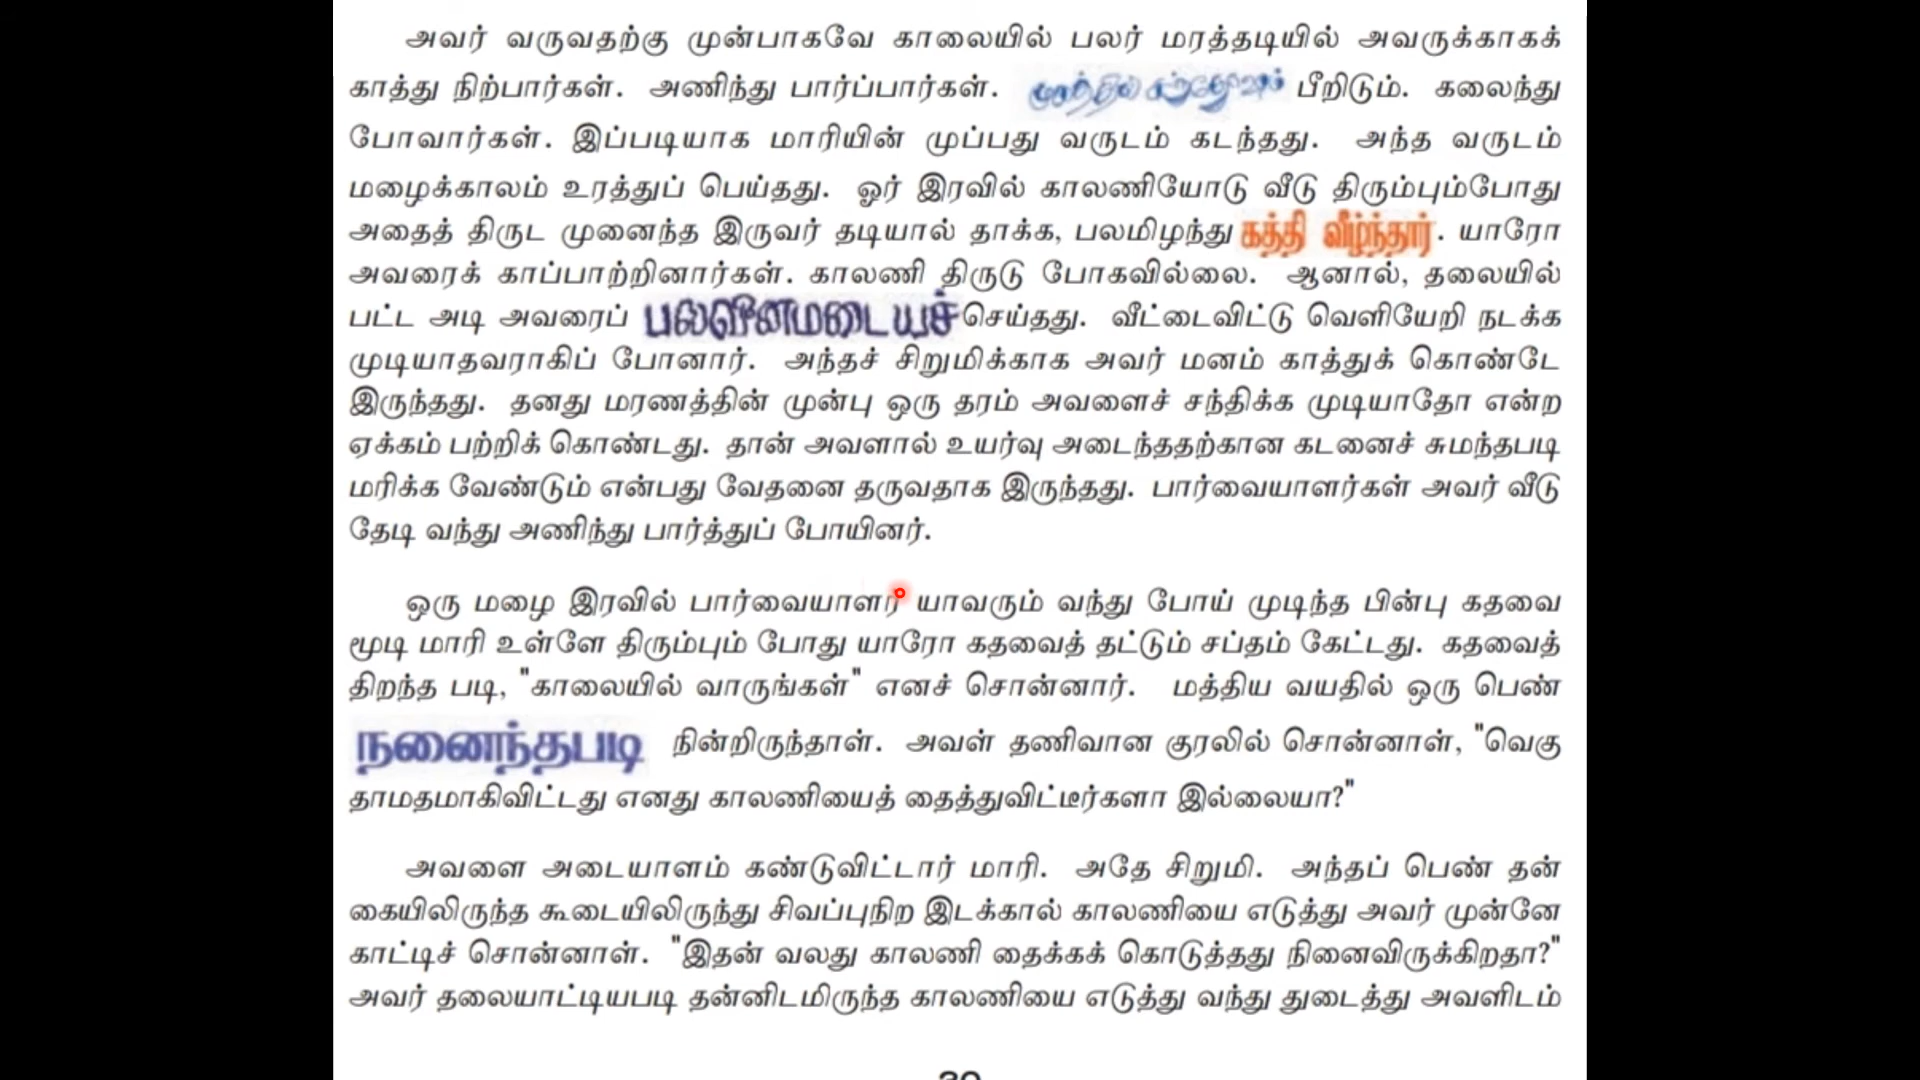 அவர் வருவதற்கு முன்பாகவே காலையில் பலர் மரத்தடியில் அவருக்காகக்
காத்து நிற்பார்கள். அணிந்து பார்ப்பார்கள். முகத்தில் சந்தோஷம் பீறிடும். கலைந்து
போவார்கள். இப்படியாக மாரியின் முப்பது வருடம் கடந்தது. அந்த வருடம்
மழைக்காலம் உரத்துப் பெய்தது. ஓர் இரவில் காலணியோடு வீடு திரும்பும்போது
அதைத் திருட முனைந்த இருவர் தடியால் தாக்க, பலமிழந்து கத்தி வீழ்ந்தார். யாரோ
அவரைக் காப்பாற்றினார்கள். காலணி திருடு போகவில்லை. ஆனால், தலையில்
பட்ட அடி அவரைப் பலவீனமடையச் செய்தது. வீட்டைவிட்டு வெளியேறி நடக்க
முடியாதவராகிப் போனார். அந்தச் சிறுமிக்காக அவர் மனம் காத்துக் கொண்டே
இருந்தது. தனது மரணத்தின் முன்பு ஒரு தரம் அவளைச் சந்திக்க முடியாதோ என்ற
ஏக்கம் பற்றிக் கொண்டது. தான் அவளால் உயர்வு அடைந்ததற்கான கடனைச் சுமந்தபடி
மரிக்க வேண்டும் என்பது வேதனை தருவதாக இருந்தது. பார்வையாளர்கள் அவர் வீடு
தேடி வந்து அணிந்து பார்த்துப் போயினர்.
ஒரு மழை இரவில் பார்வையாளர் யாவரும் வந்து போய் முடிந்த பின்பு கதவை
மூடி மாரி உள்ளே திரும்பும் போது யாரோ கதவைத் தட்டும் சப்தம் கேட்டது. கதவைத்
திறந்த படி, "காலையில் வாருங்கள்" எனச் சொன்னார். மத்திய வயதில் ஒரு பெண்
நனைந்தபடி நின்றிருந்தாள். அவள் தணிவான குரலில் சொன்னாள், "வெகு
தாமதமாகிவிட்டது எனது காலணியைத் தைத்துவிட்டீர்களா இல்லையா?"
அவளை அடையாளம் கண்டுவிட்டார் மாரி. அதே சிறுமி. அந்தப் பெண் தன்
கையிலிருந்த கூடையிலிருந்து சிவப்புநிற இடக்கால் காலணியை எடுத்து அவர் முன்னே
காட்டிச் சொன்னாள். "இதன் வலது காலணி தைக்கக் கொடுத்தது நினைவிருக்கிறதா?"
அவர் தலையாட்டியபடி தன்னிடமிருந்த காலணியை எடுத்து வந்து துடைத்து அவளிடம்